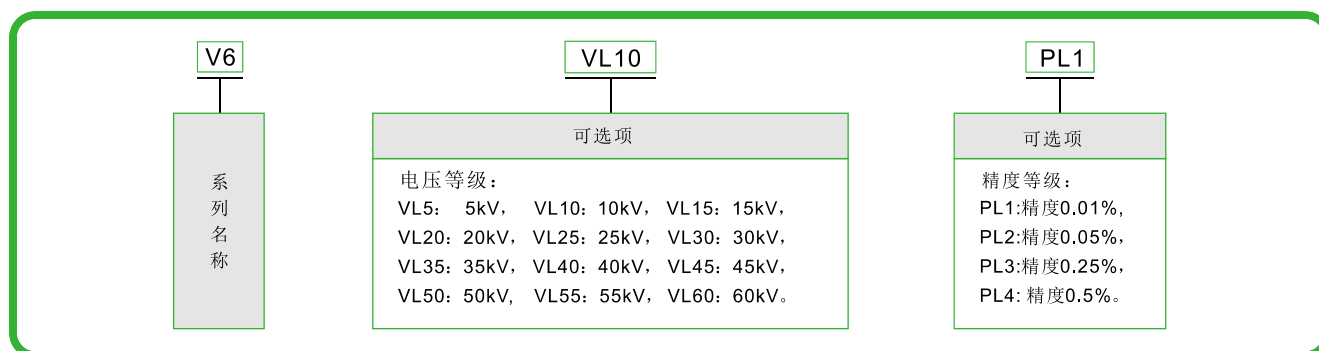 V6
VL10
PL1
系
列
名
称
可选项
电压等级：
VL5： 5kV， VL10：10kV，VL15：15kV，
VL20：20kV，VL25：25kV，VL30：30kV，
VL35：35kV，VL40：40kV，VL45：45kV，
VL50：50kV, VL55：55kV，VL60：60kV。
可选项
精度等级：
PL1:精度0.01%,
PL2:精度0.05%，
PL3:精度0.25%，
PL4: 精度0.5%。